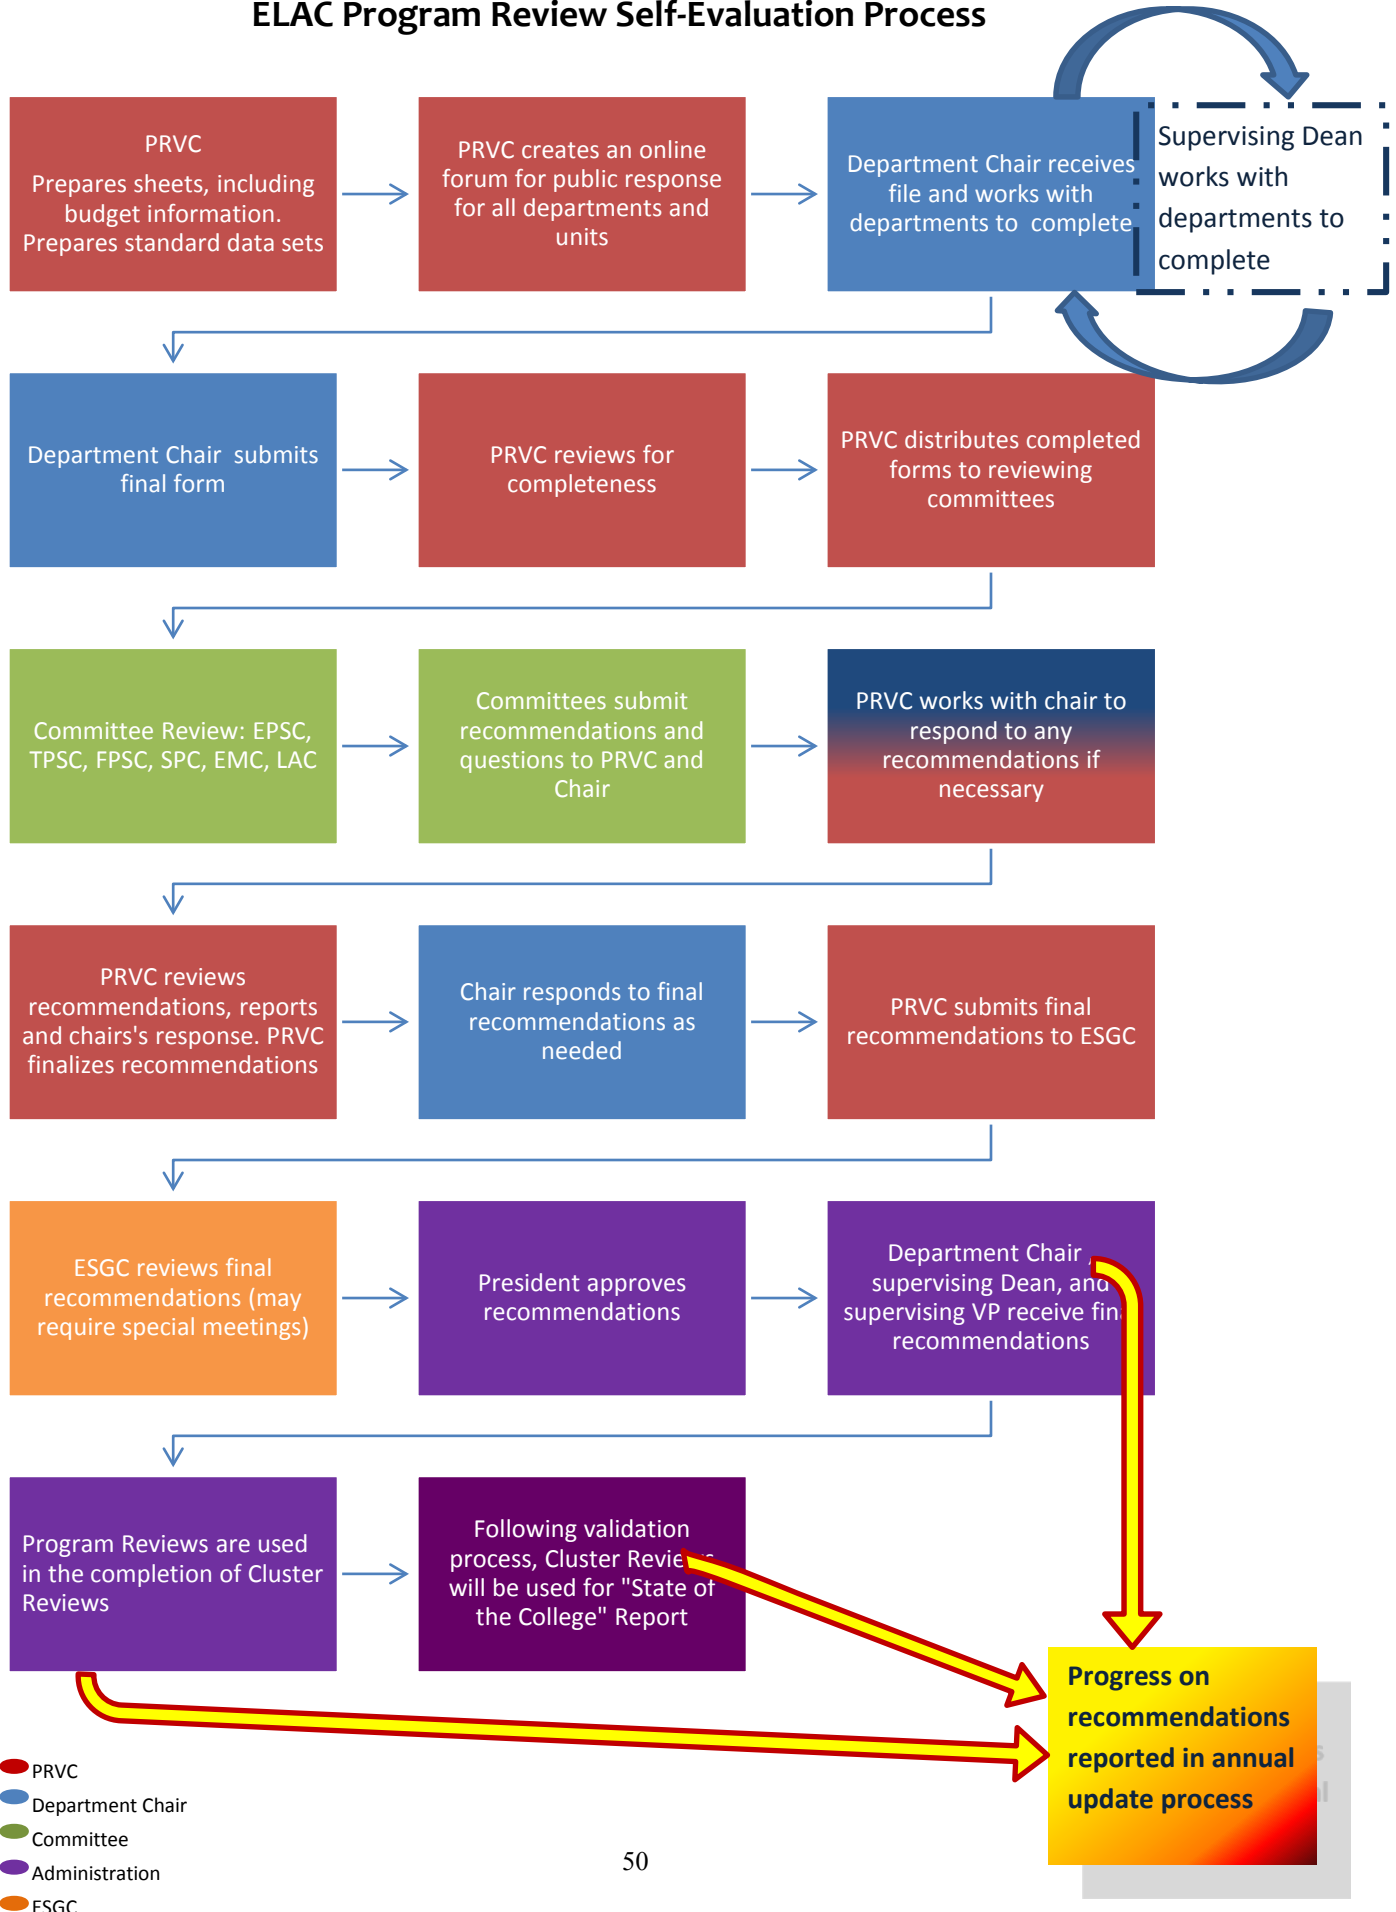 ELAC Program Review Self-Evaluation Process
PRVC
Prepares sheets, including
budget information.
Prepares standard data sets
PRVC creates an online
forum for public response
for all departments and
units
Department Chair receives
file and works with
departments to complete
Supervising Dean
works with
departments to
complete
Department Chair submits
final form
PRVC reviews for
completeness
PRVC distributes completed
forms to reviewing
committees
Committee Review: EPSC,
TPSC, FPSC, SPC, EMC, LAC
Committees submit
recommendations and
questions to PRVC and
Chair
PRVC works with chair to
respond to any
recommendations if
necessary
PRVC reviews
recommendations, reports
and chairs's response. PRVC
finalizes recommendations
Chair responds to final
recommendations as
needed
PRVC submits final
recommendations to ESGC
ESGC reviews final
recommendations (may
require special meetings)
President approves
recommendations
Department Chair ,
supervising Dean, and
supervising VP receive final
recommendations
Program Reviews are used
in the completion of Cluster
Reviews
Following validation
process, Cluster Reviews
will be used for "State of
the College" Report
Progress on
recommendations
reported in annual
update process
PRVC
Department Chair
Committee
Administration
ESGC
50